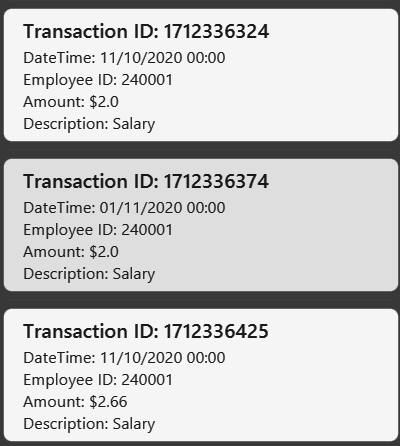 Transaction ID: 1712336324
DateTime: 11/10/2020 00:00
Employee ID: 240001
Amount: $2.0
Description: Salary
Transaction ID: 1712336374
DateTime: 01/11/2020 00:00
Employee ID: 240001
Amount: $2.0
Description: Salary
Transaction ID: 1712336425
DateTime: 11/10/2020 00:00
Employee ID: 240001
Amount: $2.66
Description: Salary